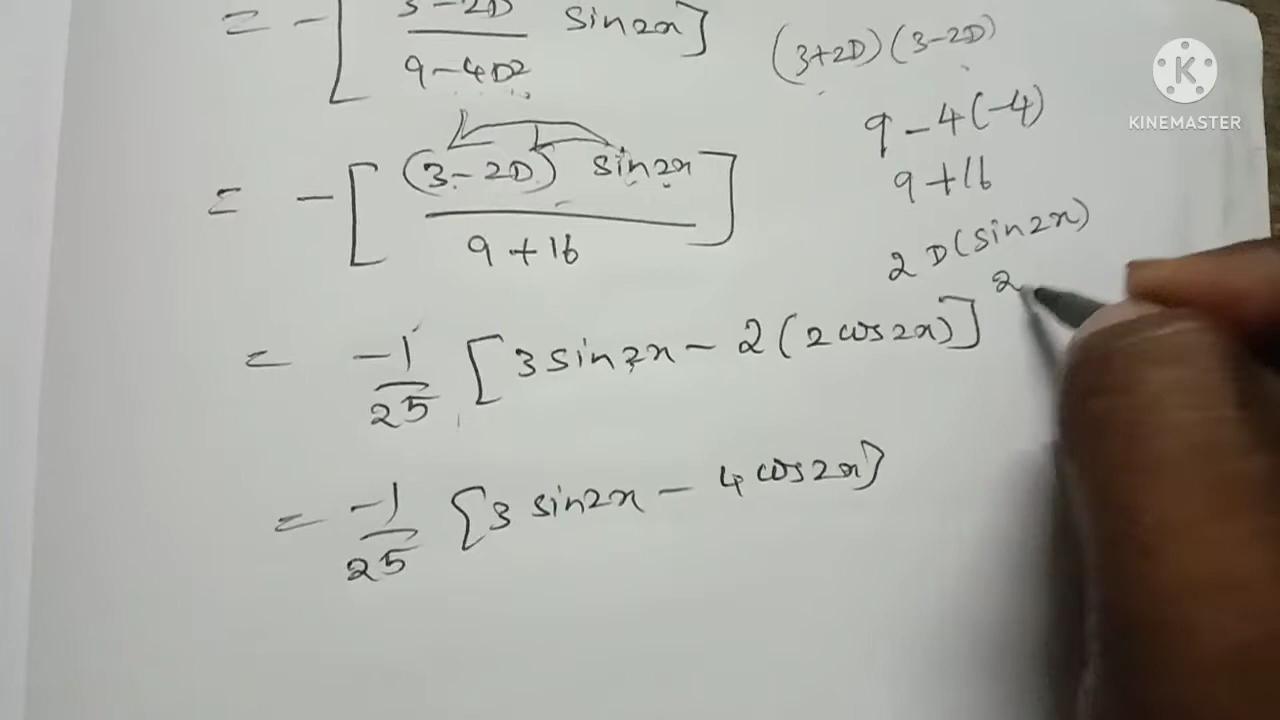 = - [ 3-2D / 9-4D² sin2x ]
(3+2D)(3-2D)
9-4(-4)
9+16
= - [ (3-2D) sin2x / 9+16 ]
2 D(sin2x)
2
= -1/25 [ 3 sin2x - 2 (2 cos2x) ]
= -1/25 [ 3 sin2x - 4 cos2x ]
K
KINEMASTER